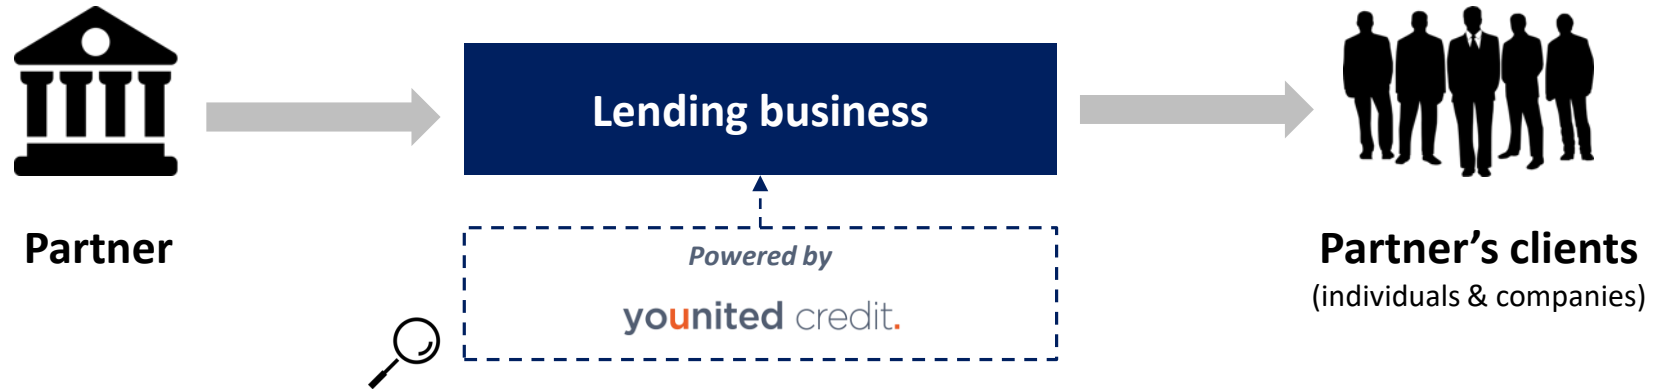 Lending business
Partner
Powered by
younited credit.
Partner’s clients
(individuals & companies)